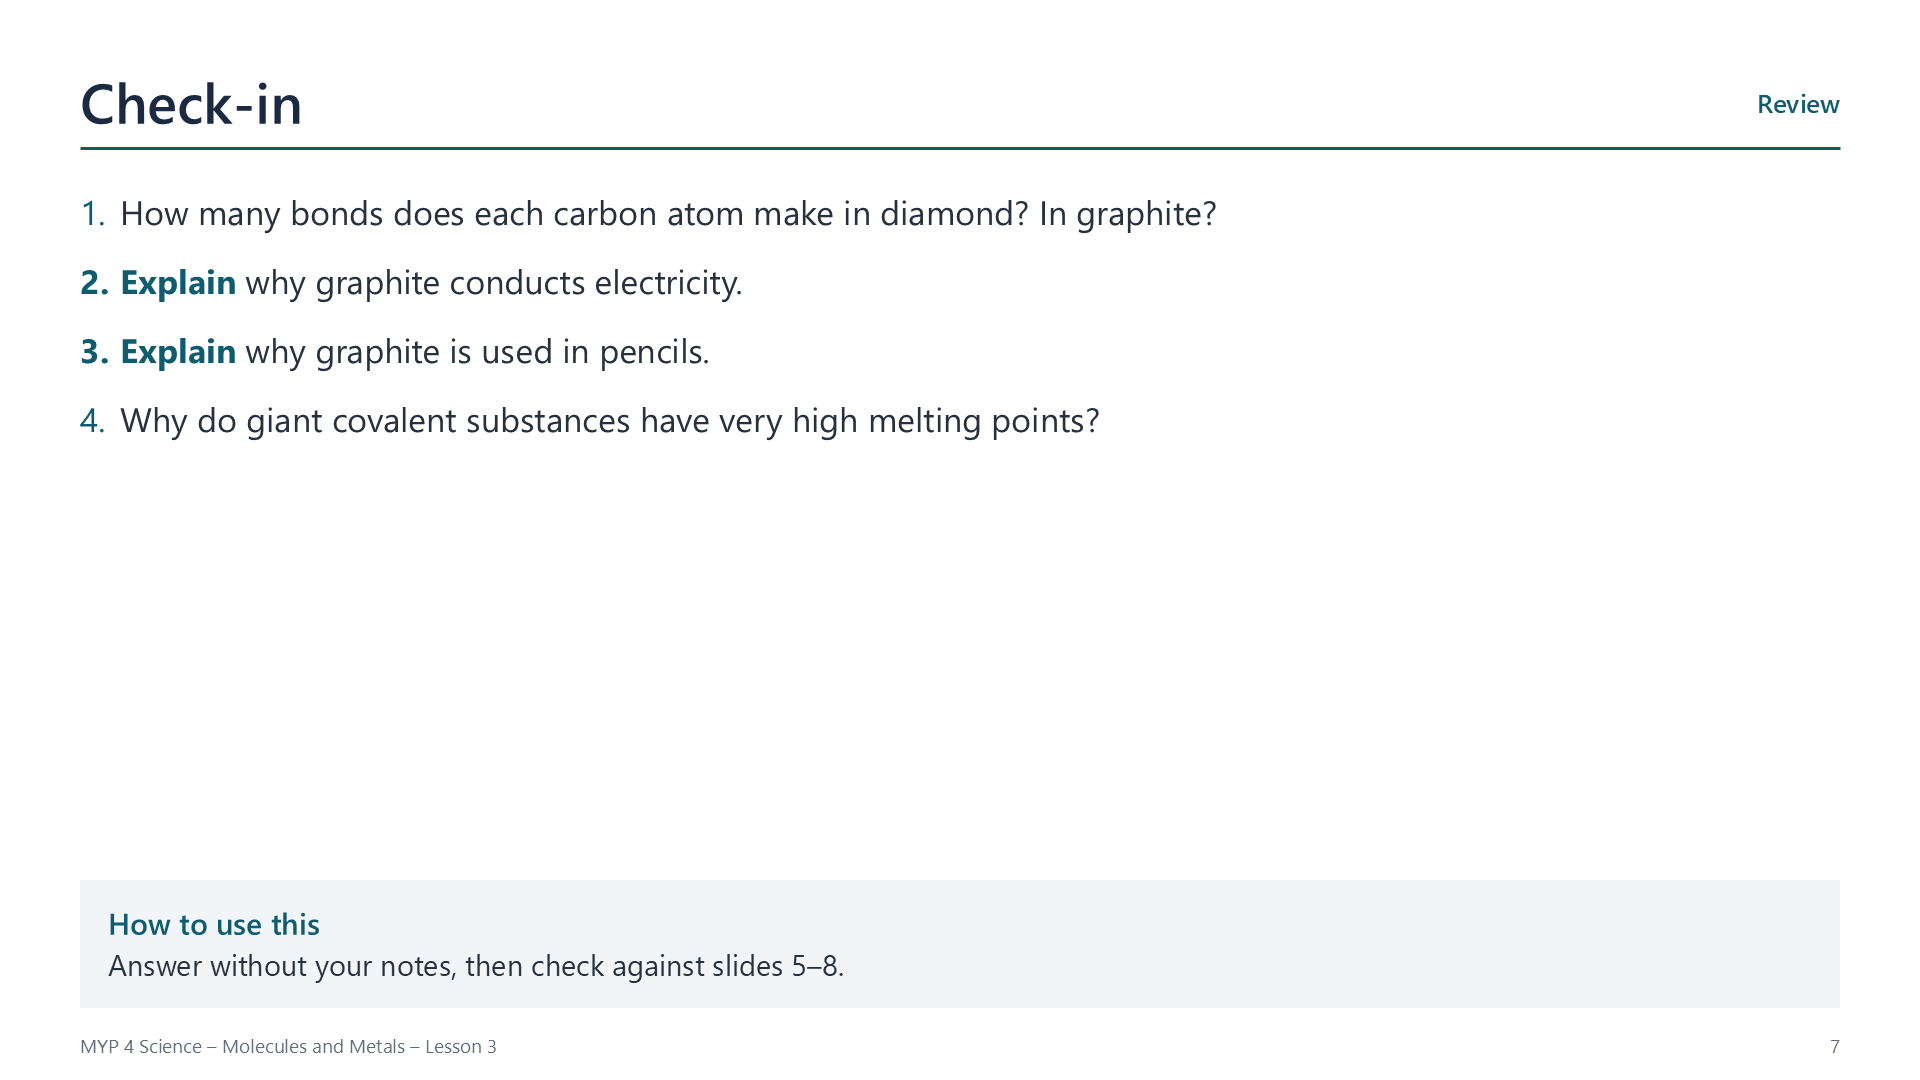 Check-in
Review
1. How many bonds does each carbon atom make in diamond? In graphite?
2. Explain why graphite conducts electricity.
3. Explain why graphite is used in pencils.
4. Why do giant covalent substances have very high melting points?
How to use this
Answer without your notes, then check against slides 5–8.
MYP 4 Science – Molecules and Metals – Lesson 3
7